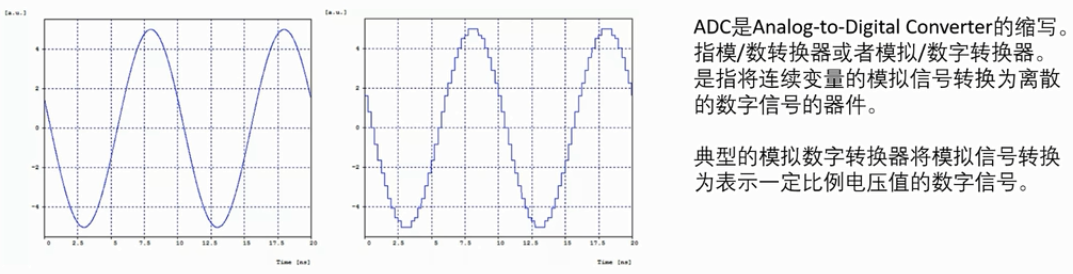 [a.u.]
4
2
0
-2
-4
0 2.5 5 7.5 10 12.5 15 17.5 20
Time [ns]
[a.u.]
4
2
0
-2
-4
0 2.5 5 7.5 10 12.5 15 17.5 20
Time [ns]
ADC是Analog-to-Digital Converter的缩写。
指模/数转换器或者模拟/数字转换器。
是指将连续变量的模拟信号转换为离散
的数字信号的器件。
典型的模拟数字转换器将模拟信号转换
为表示一定比例电压值的数字信号。